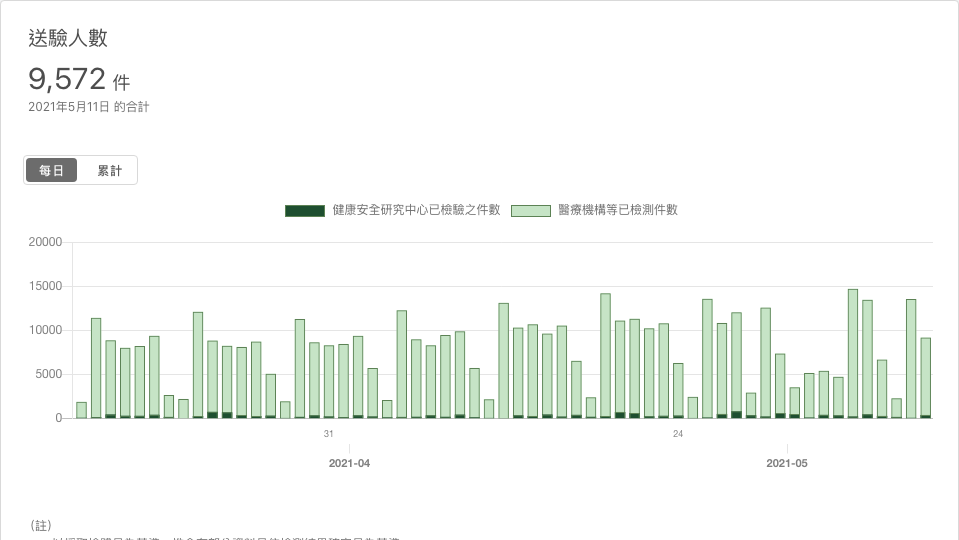 送驗人數
9,572 件
2021年5月11日 的合計
每日 累計
健康安全研究中心已檢驗之件數 醫療機構等已檢測件數
20000
15000
10000
5000
0
31 24
2021-04 2021-05
(註)